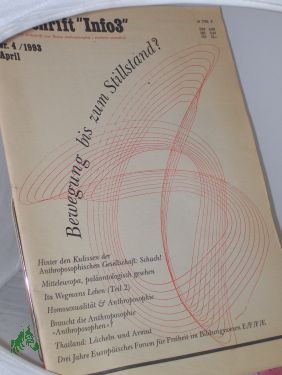 schrift "Info3"
nr. 4 /1993
April
Bewegung bis zum Stillstand?
Hinter den Kulissen der
Anthroposophischen Gesellschaft: Schach!
Mitteleuropa, paläontologisch gesehen
Ita Wegmans Leben (Teil 2)
Homosexualität & Anthroposophie
Braucht die Anthroposophie
»Anthroposophen«?
Thailand: Lächeln und Armut
Drei Jahre Europäisches Forum für Freiheit im Bildungswesen E/F/F/E